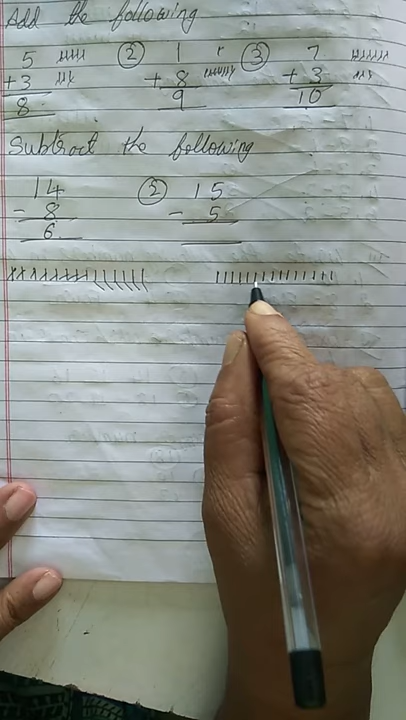 Add the following
5 ② 1 ③ 7
+3 + 8 + 3
8 9 10
Subtract the following
14 ② 15
- 8 - 5
6